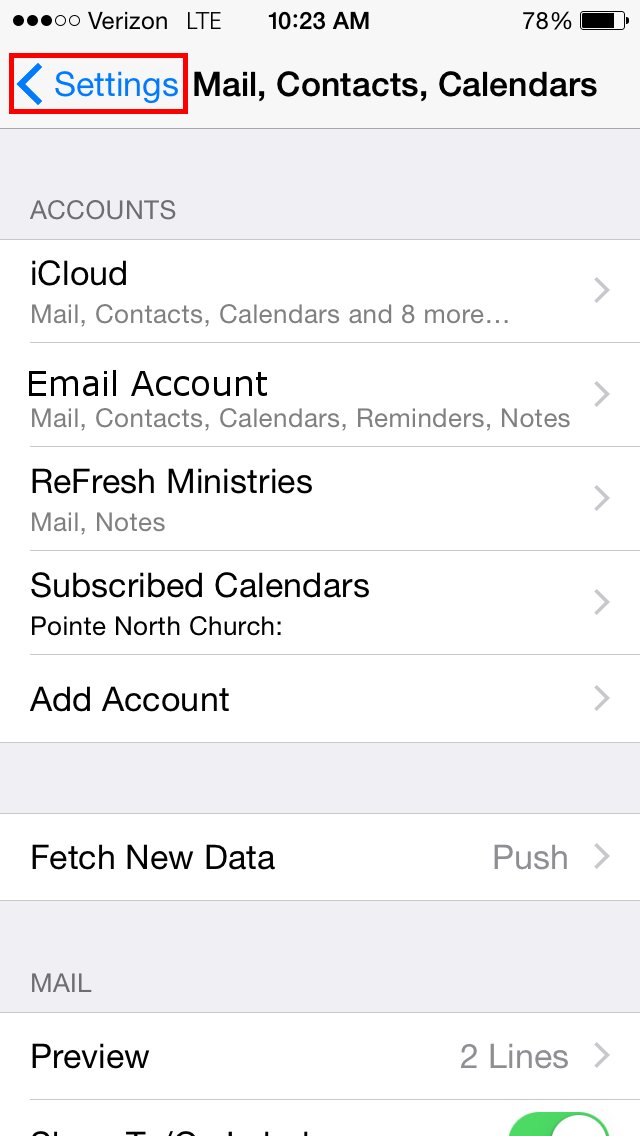 Verizon LTE 10:23 AM 78%
Settings Mail, Contacts, Calendars
ACCOUNTS
iCloud
Mail, Contacts, Calendars and 8 more...
Email Account
Mail, Contacts, Calendars, Reminders, Notes
ReFresh Ministries
Mail, Notes
Subscribed Calendars
Pointe North Church:
Add Account
Fetch New Data Push
MAIL
Preview 2 Lines